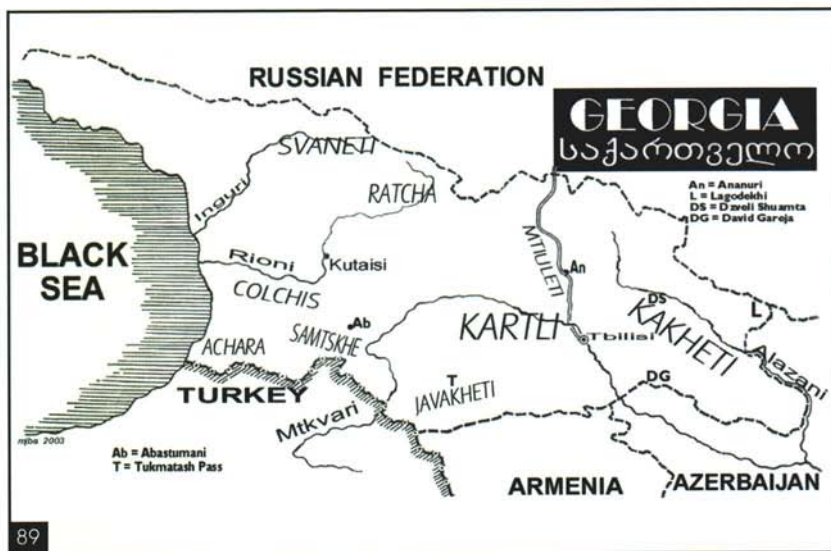 RUSSIAN FEDERATION
GEORGIA
საქართველო
An = Ananuri
L = Lagodekhi
DS = Dzveli Shuamta
DG = David Gareja
SVANETI
RATCHA
Inguri
MTIULETI
An
BLACK
SEA
Rioni
Kutaisi
COLCHIS
DS
L
KAKHETI
Alazani
Ab
KARTLI
Tbilisi
ACHARA
SAMTSKHE
TURKEY
T
JAVAKHETI
DG
Mtkvari
mjba 2003
Ab = Abastumani
T = Tukmatash Pass
ARMENIA
AZERBAIJAN
89